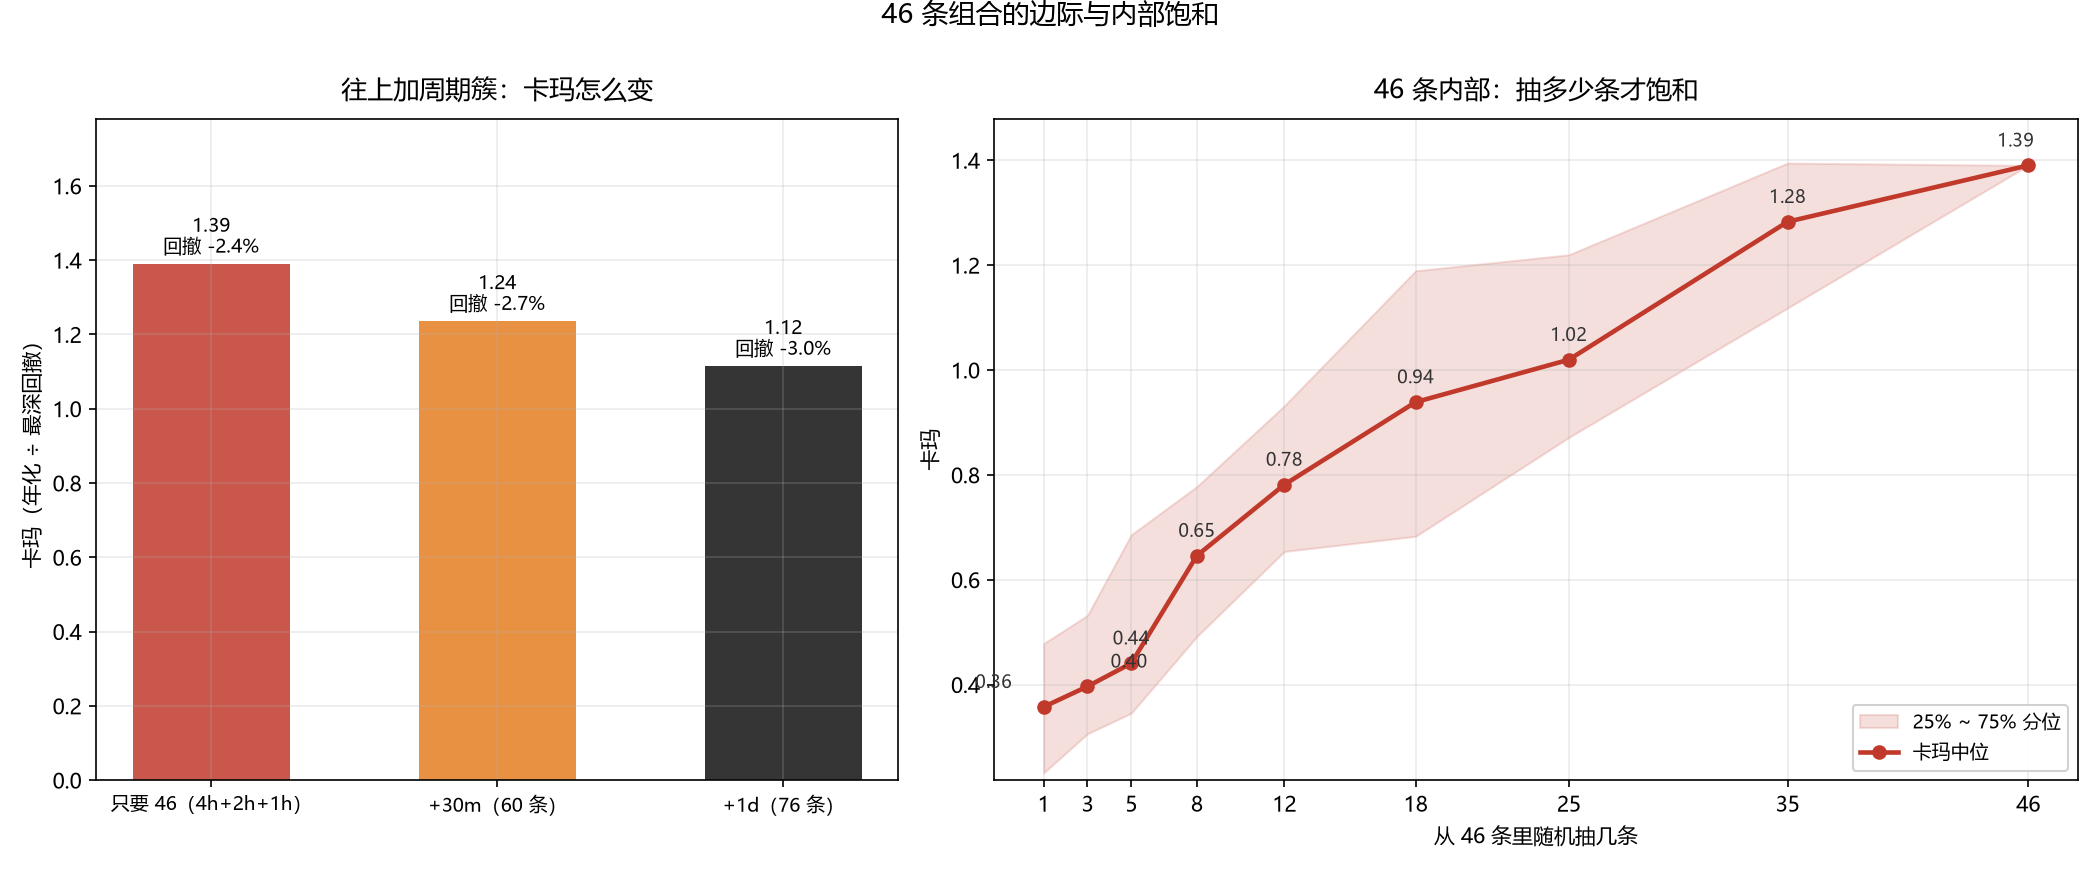 46 条组合的边际与内部饱和
往上加周期簇：卡玛怎么变
卡玛（年化 ÷ 最深回撤）
1.6
1.4
1.2
1.0
0.8
0.6
0.4
0.2
0.0
1.39
回撤 -2.4%
1.24
回撤 -2.7%
1.12
回撤 -3.0%
只要 46（4h+2h+1h）
+30m（60 条）
+1d（76 条）
46 条内部：抽多少条才饱和
卡玛
1.4
1.2
1.0
0.8
0.6
0.4
0.36
0.40
0.44
0.65
0.78
0.94
1.02
1.28
1.39
25% ~ 75% 分位
卡玛中位
1 3 5 8 12 18 25 35 46
从 46 条里随机抽几条